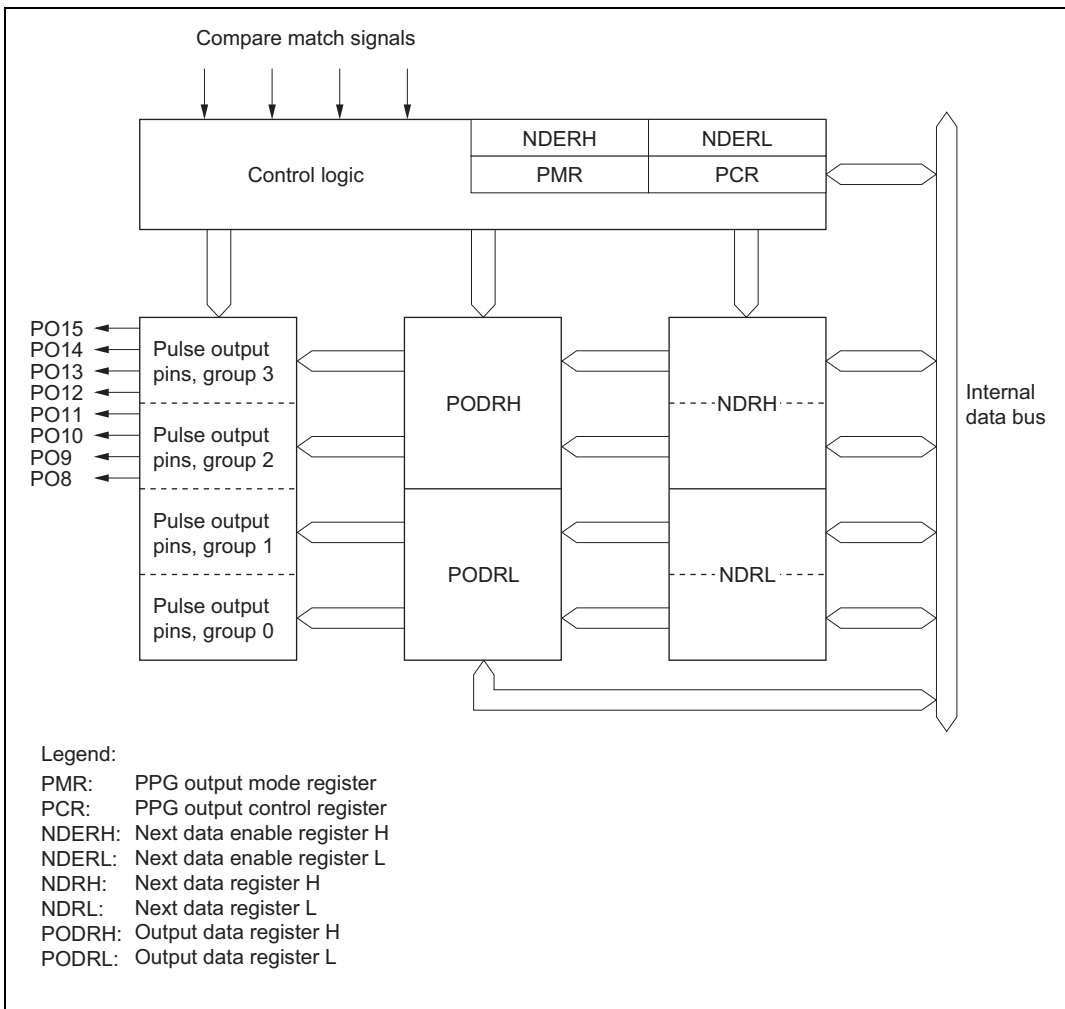 Compare match signals
Control logic
NDERH
NDERL
PMR
PCR
PO15
PO14
PO13
PO12
PO11
PO10
PO9
PO8
Pulse output
pins, group 3
Pulse output
pins, group 2
Pulse output
pins, group 1
Pulse output
pins, group 0
PODRH
PODRL
NDRH
NDRL
Internal
data bus
Legend:
PMR: PPG output mode register
PCR: PPG output control register
NDERH: Next data enable register H
NDERL: Next data enable register L
NDRH: Next data register H
NDRL: Next data register L
PODRH: Output data register H
PODRL: Output data register L